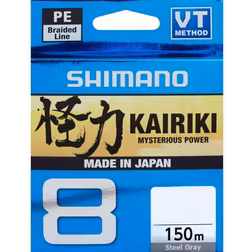 PE
Braided
Line
VT
METHOD
SHIMANO
怪力 KAIRIKI
MYSTERIOUS POWER
MADE IN JAPAN
8
150m
Steel Gray